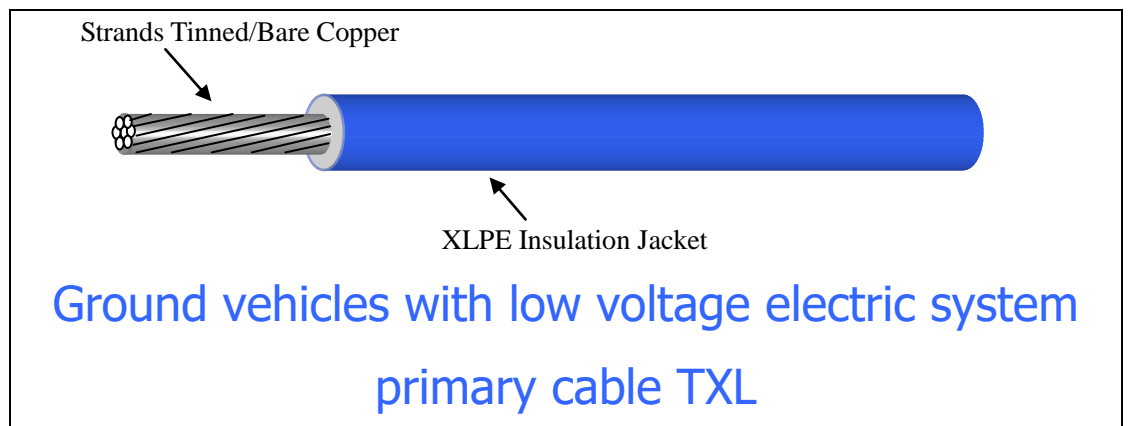 Strands Tinned/Bare Copper
XLPE Insulation Jacket
Ground vehicles with low voltage electric system
primary cable TXL